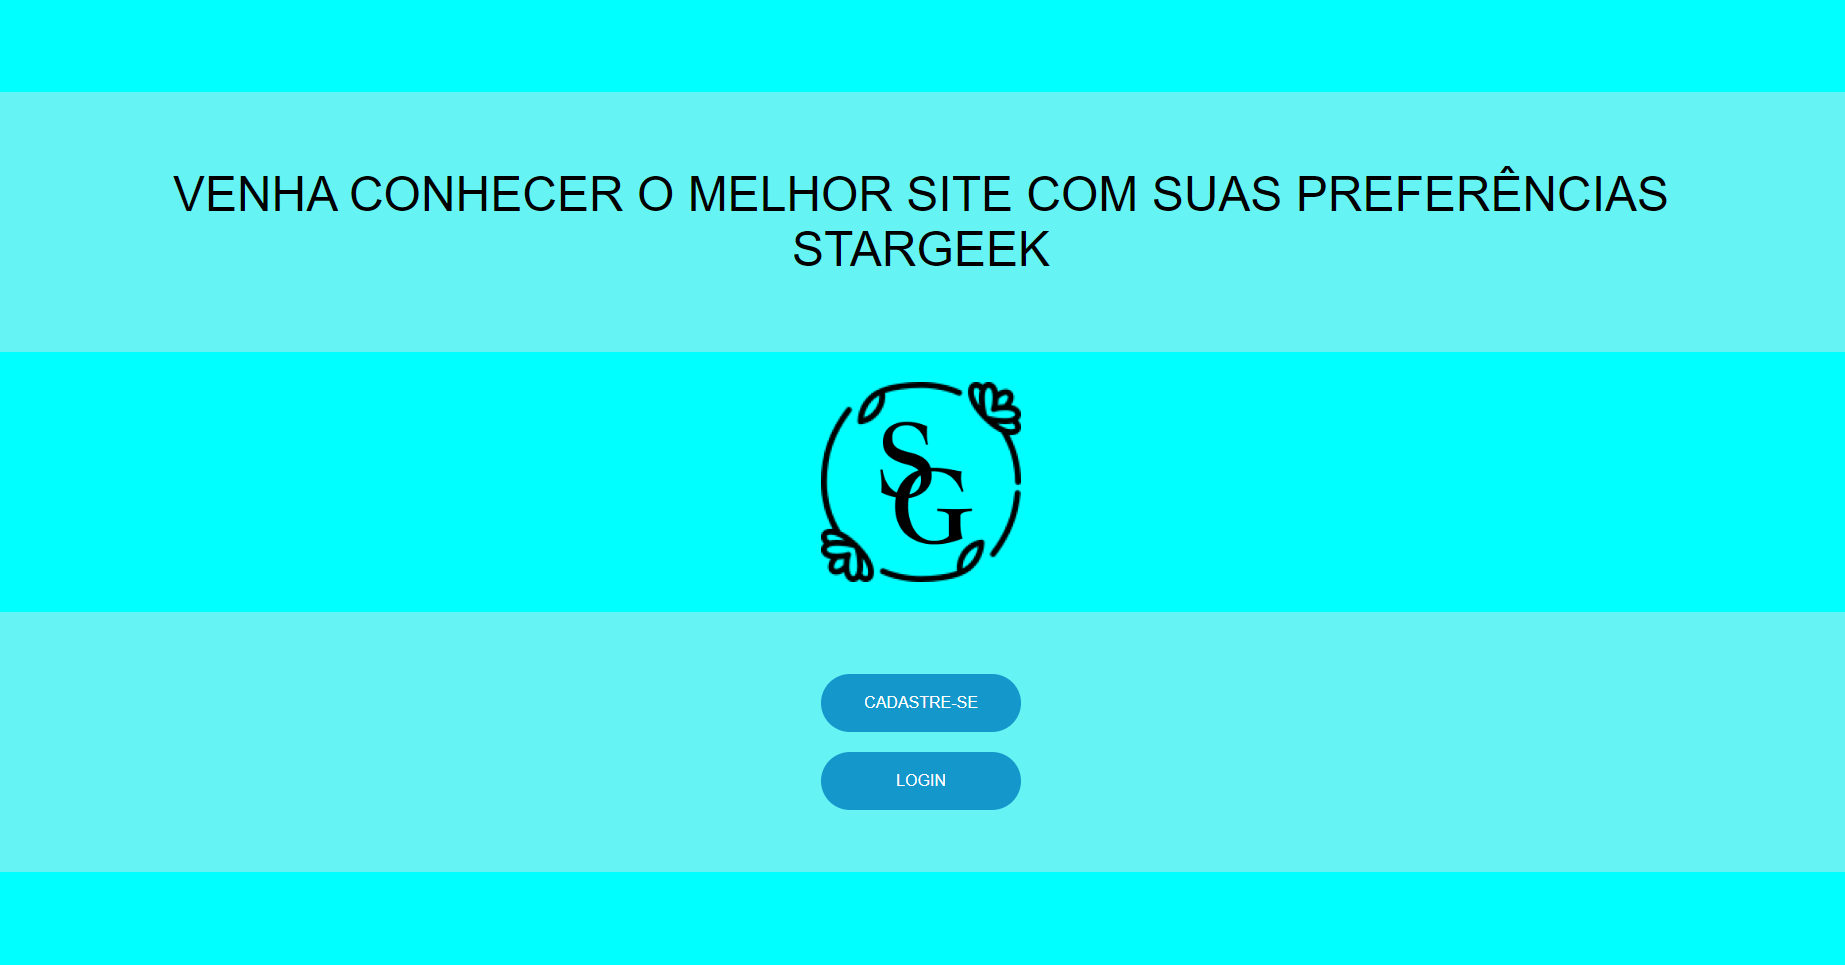 VENHA CONHECER O MELHOR SITE COM SUAS PREFERÊNCIAS
STARGEEK
SG
CADASTRE-SE
LOGIN